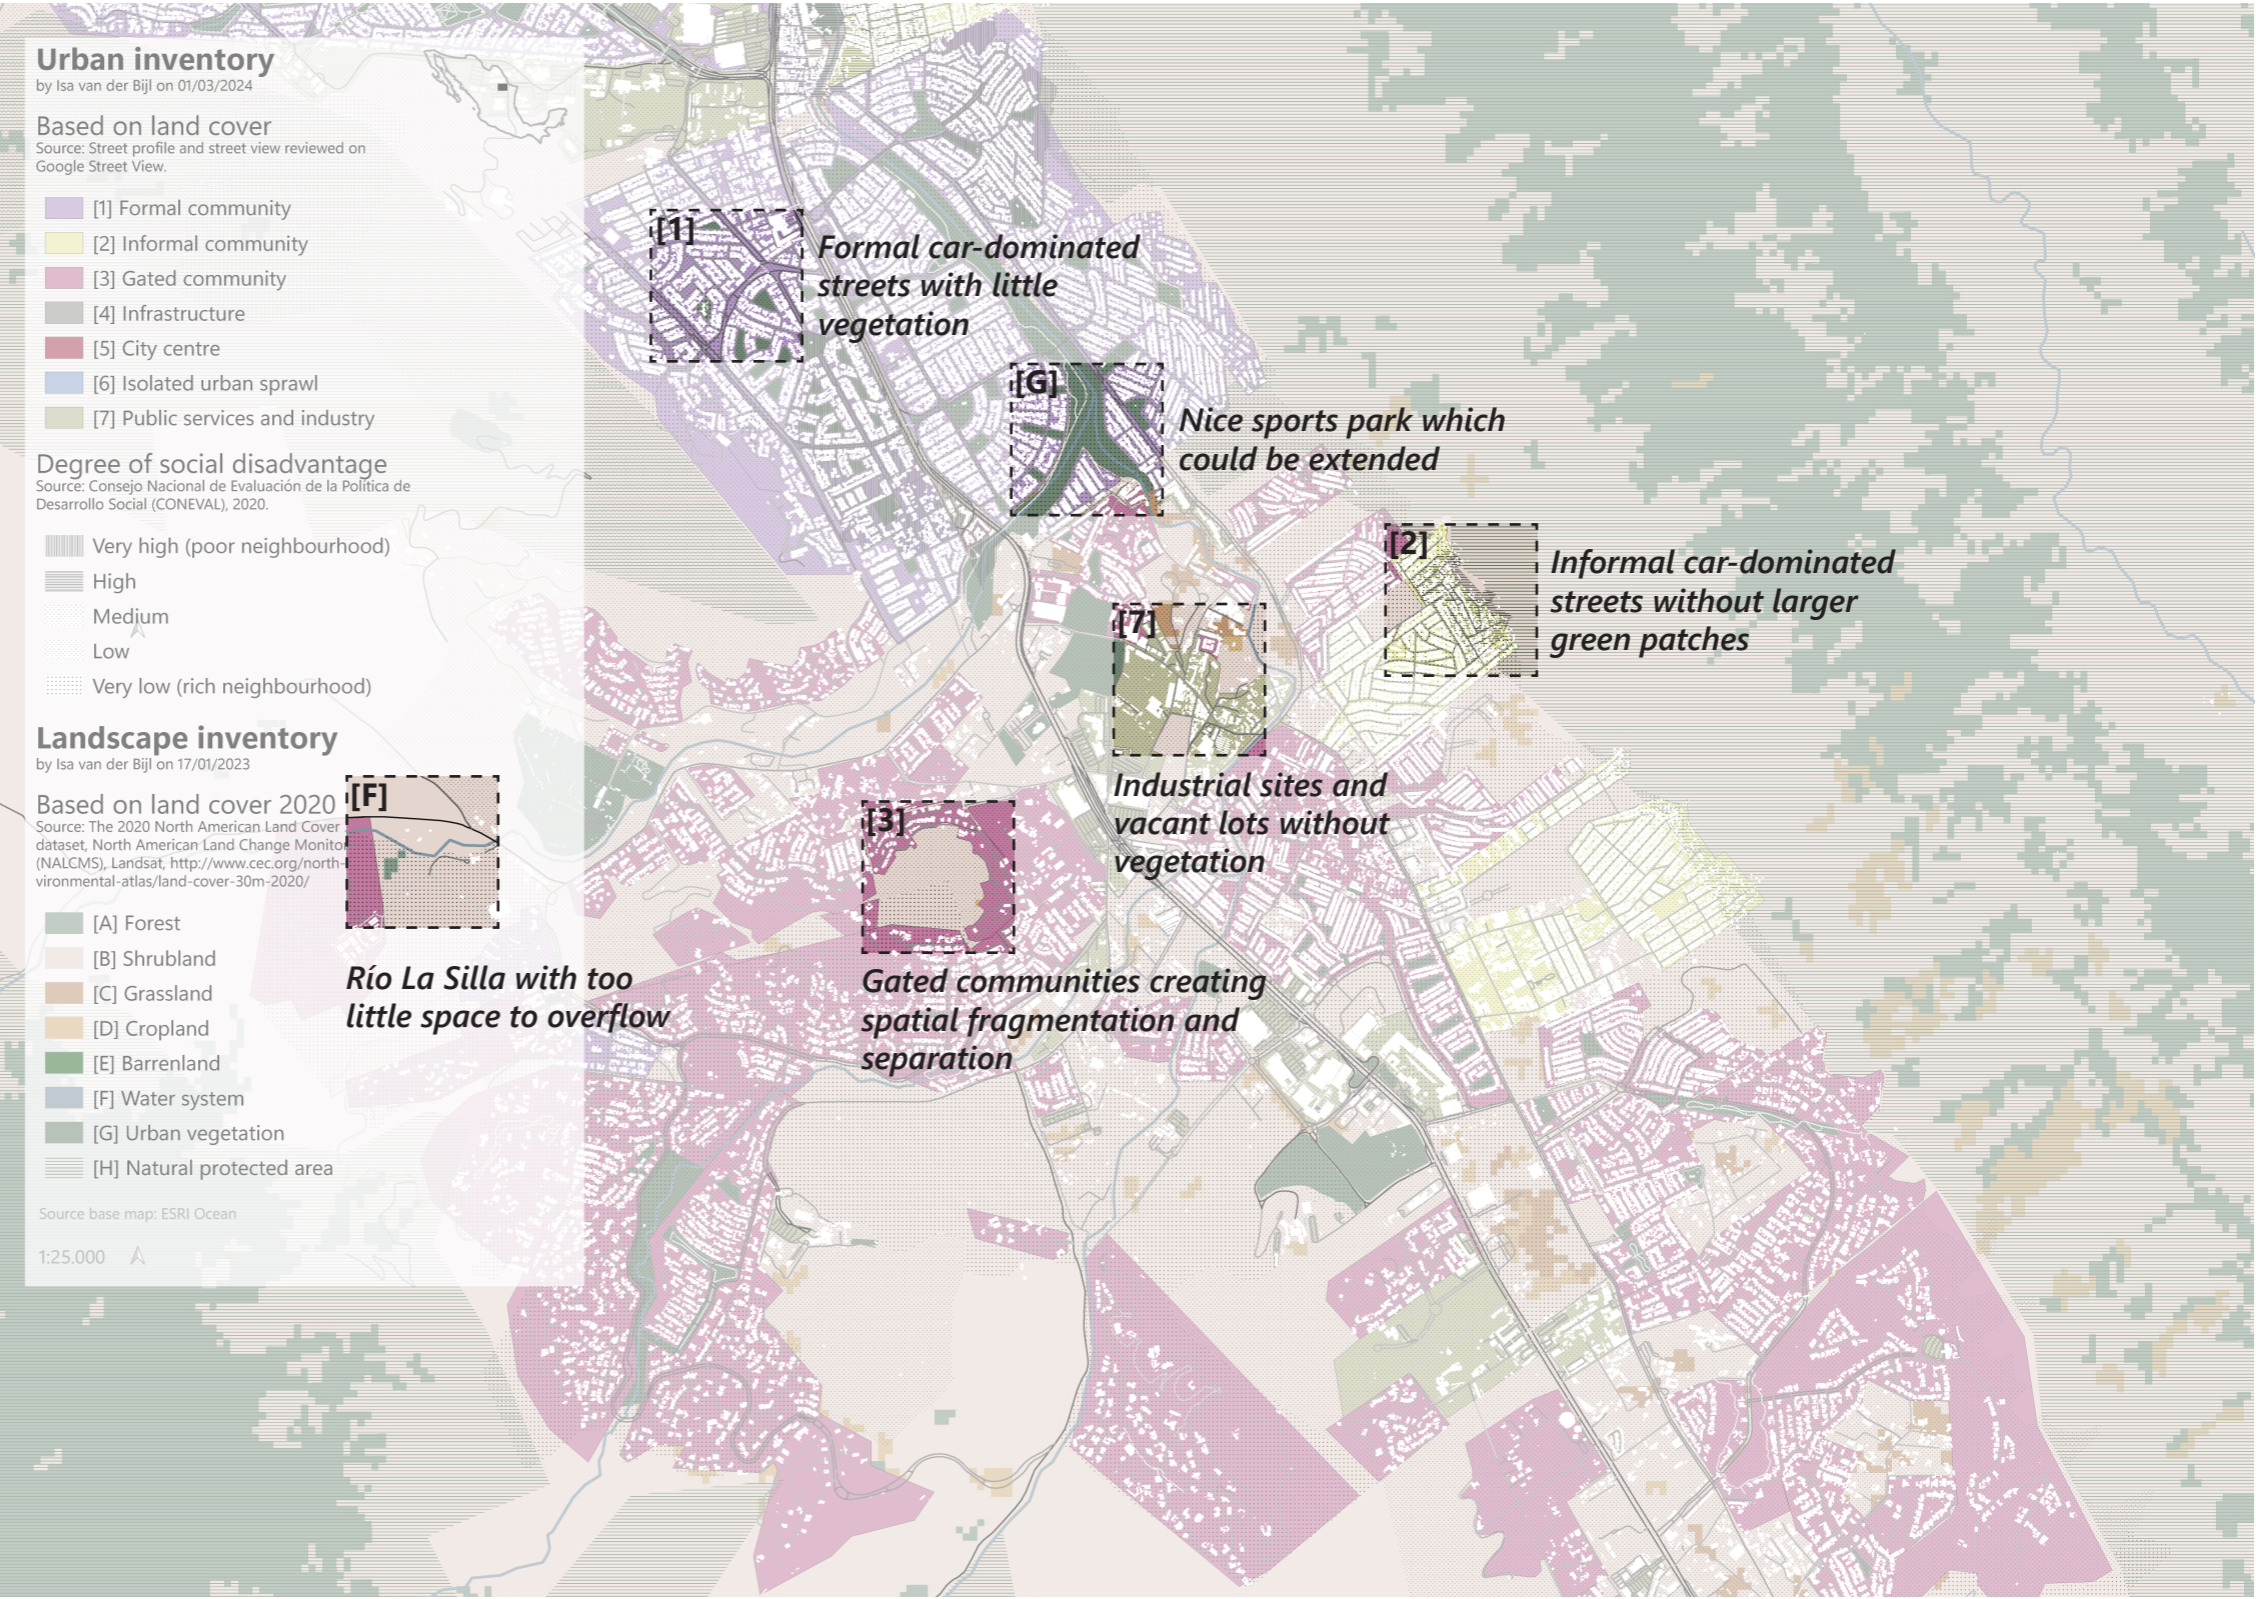 Urban inventory
by Isa van der Bijl on 01/03/2024
Based on land cover
Source: Street profile and street view reviewed on
Google Street View.
[1] Formal community
[2] Informal community
[3] Gated community
[4] Infrastructure
[5] City centre
[6] Isolated urban sprawl
[7] Public services and industry
Degree of social disadvantage
Source: Consejo Nacional de Evaluación de la Política de
Desarrollo Social (CONEVAL), 2020.
Very high (poor neighbourhood)
High
Medium
Low
Very low (rich neighbourhood)
Landscape inventory
by Isa van der Bijl on 17/01/2023
Based on land cover 2020
Source: The 2020 North American Land Cover
dataset, North American Land Change Monito
(NALCMS), Landsat, http://www.cec.org/north-
vironmental-atlas/land-cover-30m-2020/
[A] Forest
[B] Shrubland
[C] Grassland
[D] Cropland
[E] Barrenland
[F] Water system
[G] Urban vegetation
[H] Natural protected area
Source base map: ESRI Ocean
1:25.000
[1]
Formal car-dominated
streets with little
vegetation
[G]
Nice sports park which
could be extended
[2]
Informal car-dominated
streets without larger
green patches
[7]
Industrial sites and
vacant lots without
vegetation
[F]
Río La Silla with too
little space to overflow
[3]
Gated communities creating
spatial fragmentation and
separation